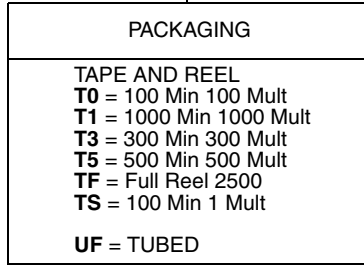 PACKAGING
TAPE AND REEL
T0 = 100 Min 100 Mult
T1 = 1000 Min 1000 Mult
T3 = 300 Min 300 Mult
T5 = 500 Min 500 Mult
TF = Full Reel 2500
TS = 100 Min 1 Mult
UF = TUBED